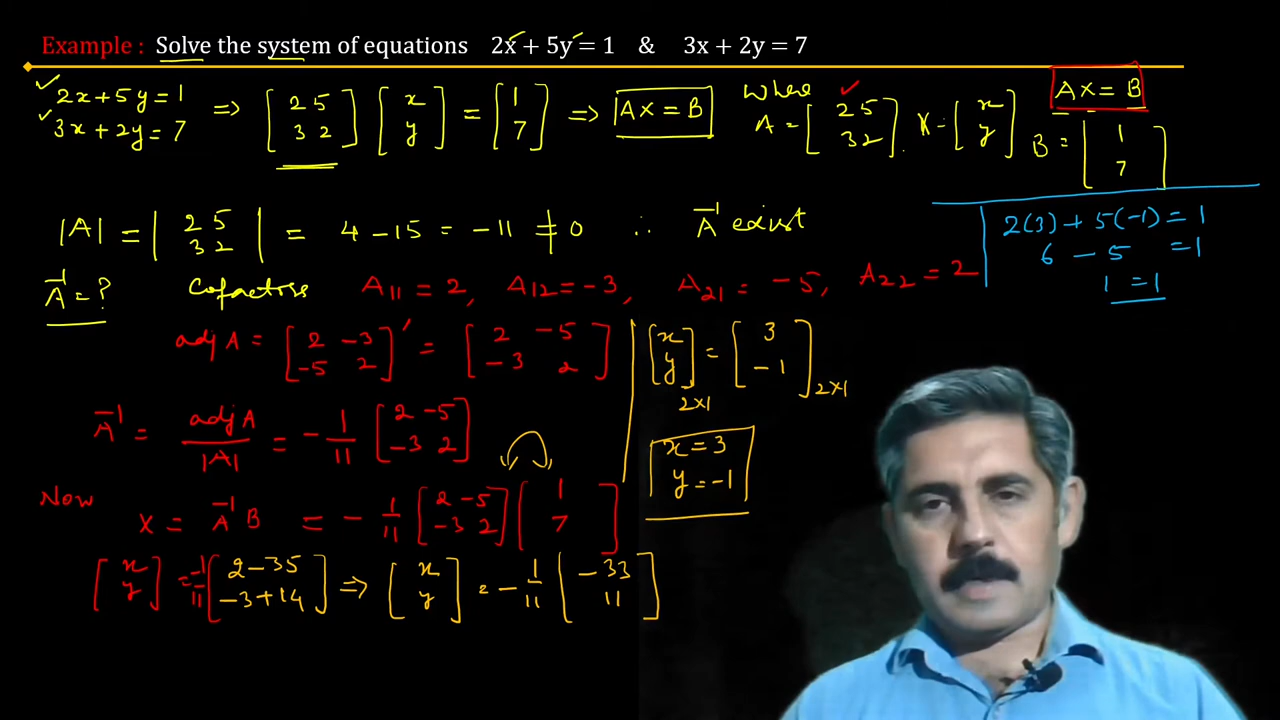 Example : Solve the system of equations 2x + 5y = 1 & 3x + 2y = 7
2x + 5y = 1
3x + 2y = 7
=> [2 5; 3 2] [x; y] = [1; 7] => AX = B
Where A = [2 5; 3 2], X = [x; y] B = [1; 7]
AX = B
|A| = |2 5; 3 2| = 4 - 15 = -11 ≠ 0 ∴ A⁻¹ exist
2(3) + 5(-1) = 1
6 - 5 = 1
1 = 1
A⁻¹ = ? Cofactors A11 = 2, A12 = -3, A21 = -5, A22 = 2
adj A = [2 -3; -5 2]' = [2 -5; -3 2]
A⁻¹ = adj A / |A| = -1/11 [2 -5; -3 2]
Now X = A⁻¹ B = -1/11 [2 -5; -3 2] [1; 7]
[x; y] = -1/11 [2 - 35; -3 + 14] => [x; y] = -1/11 [-33; 11]
[x; y] 2×1 = [3; -1] 2×1
x = 3
y = -1